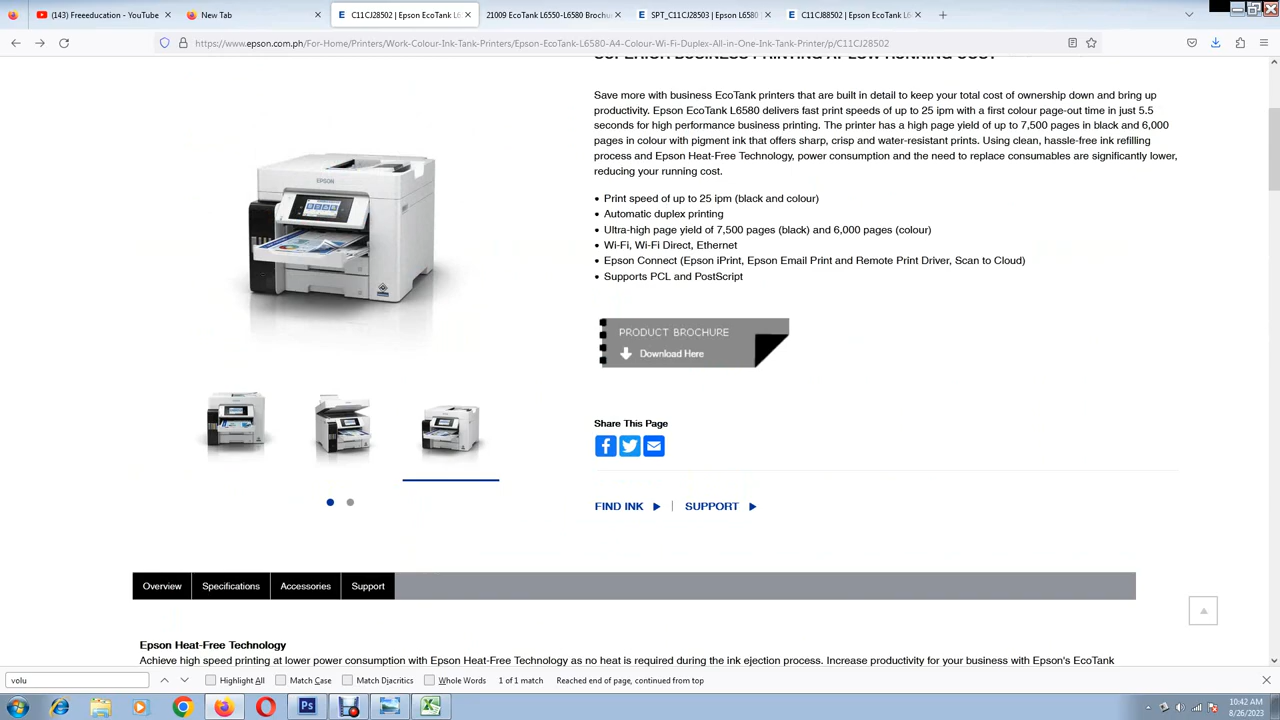 (143) Freeeducation - YouTube
New Tab
C11CJ28502 | Epson EcoTank L6
21009 EcoTank L6550 L6580 Brochu
SPT_C11CJ28503 | Epson L6580
C11CJ88502 | Epson EcoTank L6
https://www.epson.com.ph/For-Home/Printers/Work-Colour-Ink-Tank-Printers/Epson-EcoTank-L6580-A4-Colour-Wi-Fi-Duplex-All-in-One-Ink-Tank-Printer/p/C11CJ28502
SUPERIOR BUSINESS PRINTING AT LOW RUNNING COST
Save more with business EcoTank printers that are built in detail to keep your total cost of ownership down and bring up
productivity. Epson EcoTank L6580 delivers fast print speeds of up to 25 ipm with a first colour page-out time in just 5.5
seconds for high performance business printing. The printer has a high page yield of up to 7,500 pages in black and 6,000
pages in colour with pigment ink that offers sharp, crisp and water-resistant prints. Using clean, hassle-free ink refilling
process and Epson Heat-Free Technology, power consumption and the need to replace consumables are significantly lower,
reducing your running cost.
• Print speed of up to 25 ipm (black and colour)
• Automatic duplex printing
• Ultra-high page yield of 7,500 pages (black) and 6,000 pages (colour)
• Wi-Fi, Wi-Fi Direct, Ethernet
• Epson Connect (Epson iPrint, Epson Email Print and Remote Print Driver, Scan to Cloud)
• Supports PCL and PostScript
EPSON
PRODUCT BROCHURE
Download Here
Share This Page
FIND INK
SUPPORT
Overview
Specifications
Accessories
Support
Epson Heat-Free Technology
Achieve high speed printing at lower power consumption with Epson Heat-Free Technology as no heat is required during the ink ejection process. Increase productivity for your business with Epson's EcoTank
volu
Highlight All
Match Case
Match Diacritics
Whole Words
1 of 1 match
Reached end of page, continued from top
10:42 AM
8/26/2023